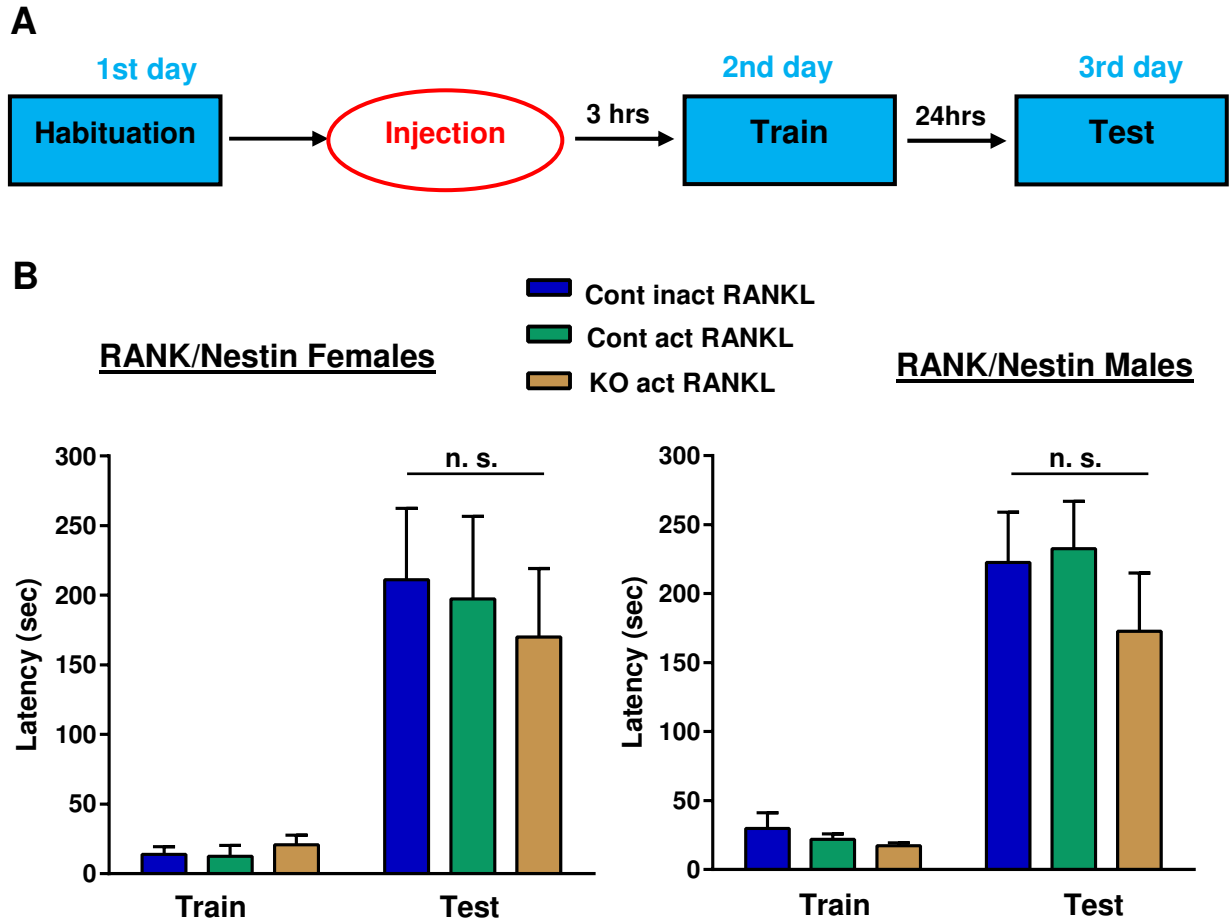 A
1st day
2nd day
3rd day
Habituation
Injection
3 hrs
Train
24hrs
Test
B
Cont inact RANKL
Cont act RANKL
KO act RANKL
RANK/Nestin Females
RANK/Nestin Males
300
250
200
150
100
50
0
Latency (sec)
n. s.
Train
Test
300
250
200
150
100
50
0
Latency (sec)
n. s.
Train
Test